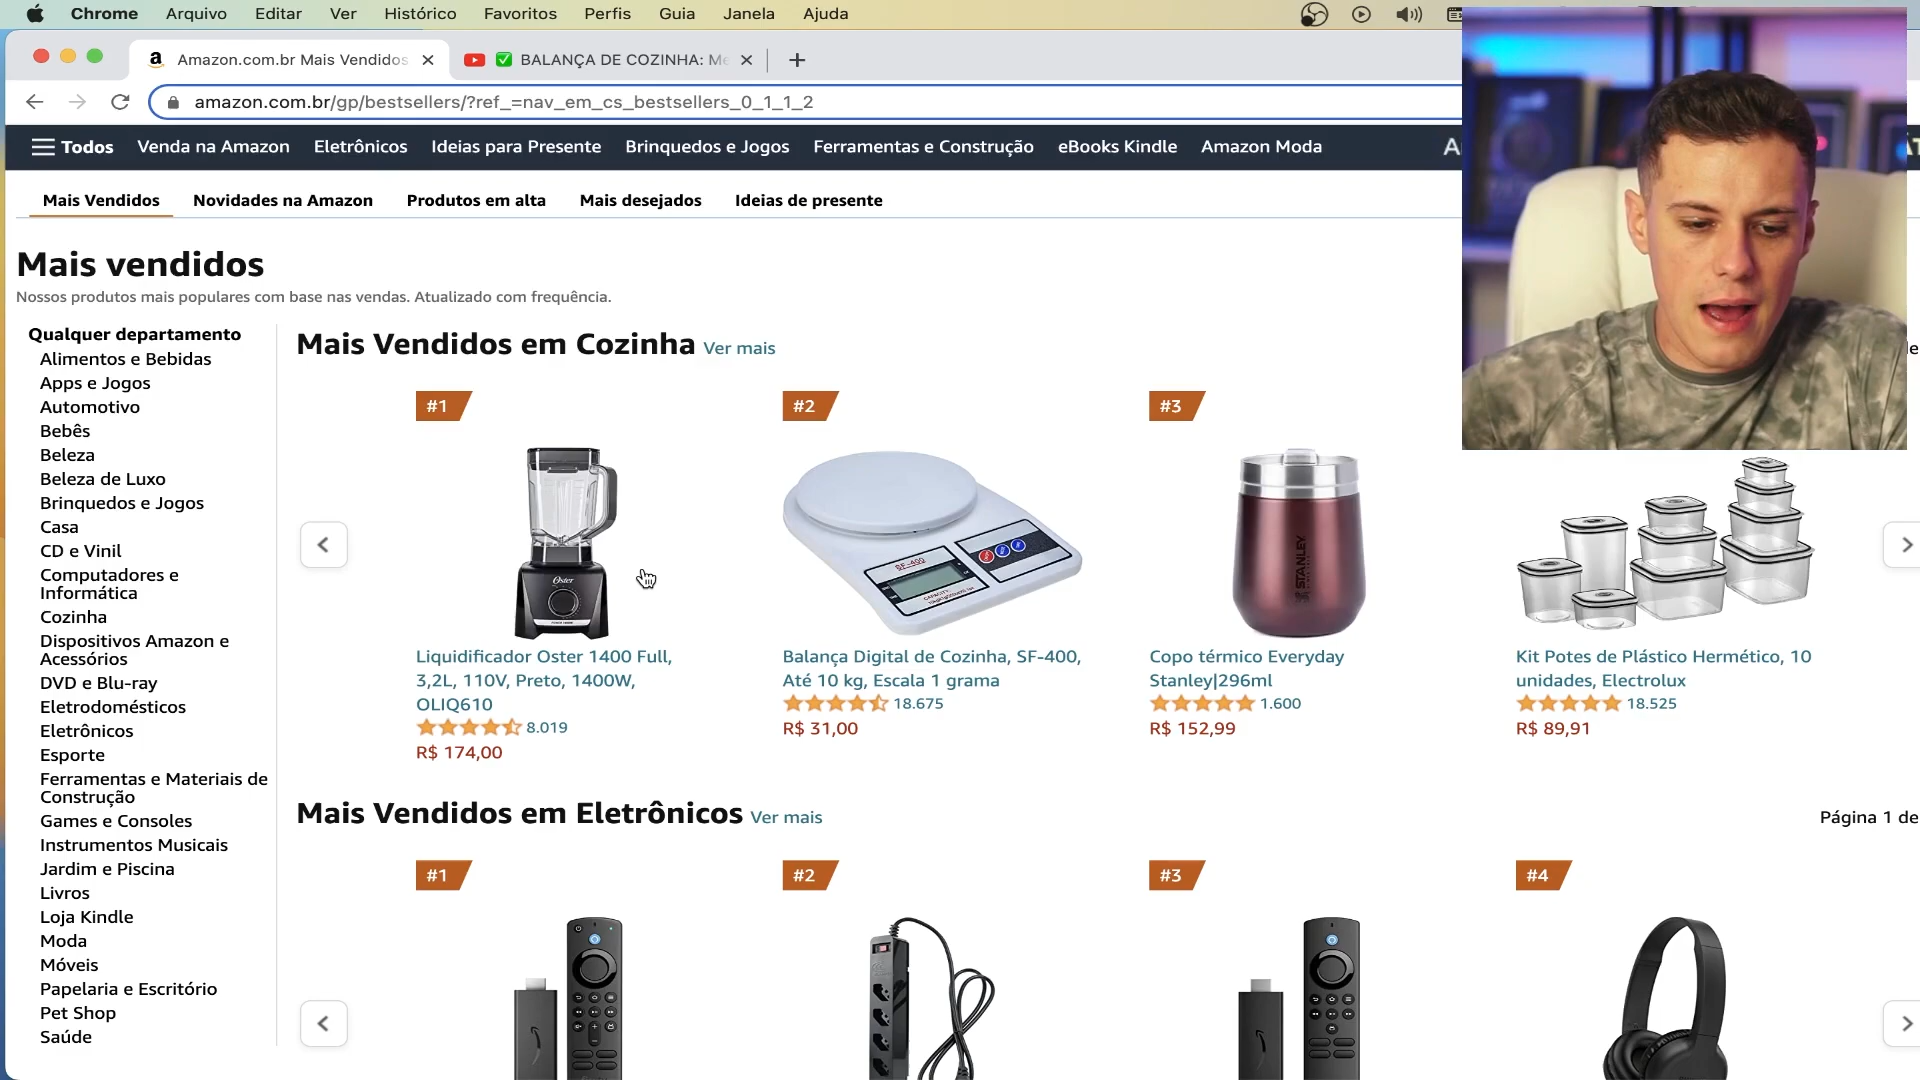 Chrome Arquivo Editar Ver Histórico Favoritos Perfis Guia Janela Ajuda
Amazon.com.br Mais Vendidos
✅ BALANÇA DE COZINHA: Me
amazon.com.br/gp/bestsellers/?ref_=nav_em_cs_bestsellers_0_1_1_2
Todos Venda na Amazon Eletrônicos Ideias para Presente Brinquedos e Jogos Ferramentas e Construção eBooks Kindle Amazon Moda
Mais Vendidos Novidades na Amazon Produtos em alta Mais desejados Ideias de presente
Mais vendidos
Nossos produtos mais populares com base nas vendas. Atualizado com frequência.
Qualquer departamento
Alimentos e Bebidas
Apps e Jogos
Automotivo
Bebês
Beleza
Beleza de Luxo
Brinquedos e Jogos
Casa
CD e Vinil
Computadores e
Informática
Cozinha
Dispositivos Amazon e
Acessórios
DVD e Blu-ray
Eletrodomésticos
Eletrônicos
Esporte
Ferramentas e Materiais de
Construção
Games e Consoles
Instrumentos Musicais
Jardim e Piscina
Livros
Loja Kindle
Moda
Móveis
Papelaria e Escritório
Pet Shop
Saúde
Mais Vendidos em Cozinha Ver mais
#1
Oster
Liquidificador Oster 1400 Full,
3,2L, 110V, Preto, 1400W,
OLIQ610
8.019
R$ 174,00
#2
SF-400
Balança Digital de Cozinha, SF-400,
Até 10 kg, Escala 1 grama
18.675
R$ 31,00
#3
STANLEY
Copo térmico Everyday
Stanley|296ml
1.600
R$ 152,99
Kit Potes de Plástico Hermético, 10
unidades, Electrolux
18.525
R$ 89,91
Mais Vendidos em Eletrônicos Ver mais
Página 1 de
#1
#2
#3
#4